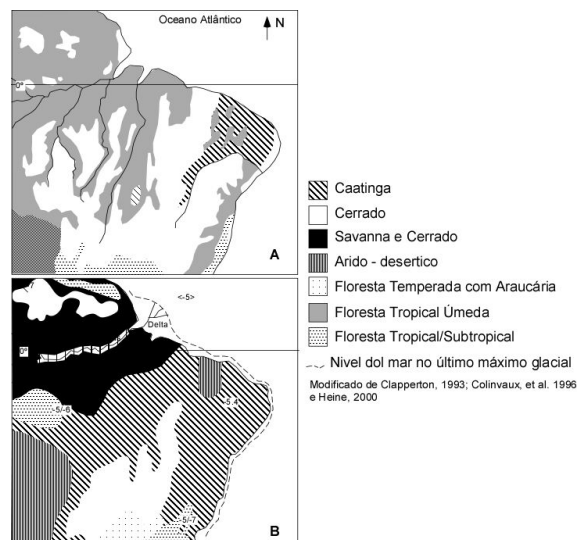 Oceano Atlântico
N
0°
A
<-5>
Delta
0°
-5/-6
-5.4
-5/-7
B
Caatinga
Cerrado
Savanna e Cerrado
Arido - desertico
Floresta Temperada com Araucária
Floresta Tropical Úmeda
Floresta Tropical/Subtropical
Nivel dol mar no último máximo glacial
Modificado de Clapperton, 1993; Colinvaux, et al. 1996
e Heine, 2000